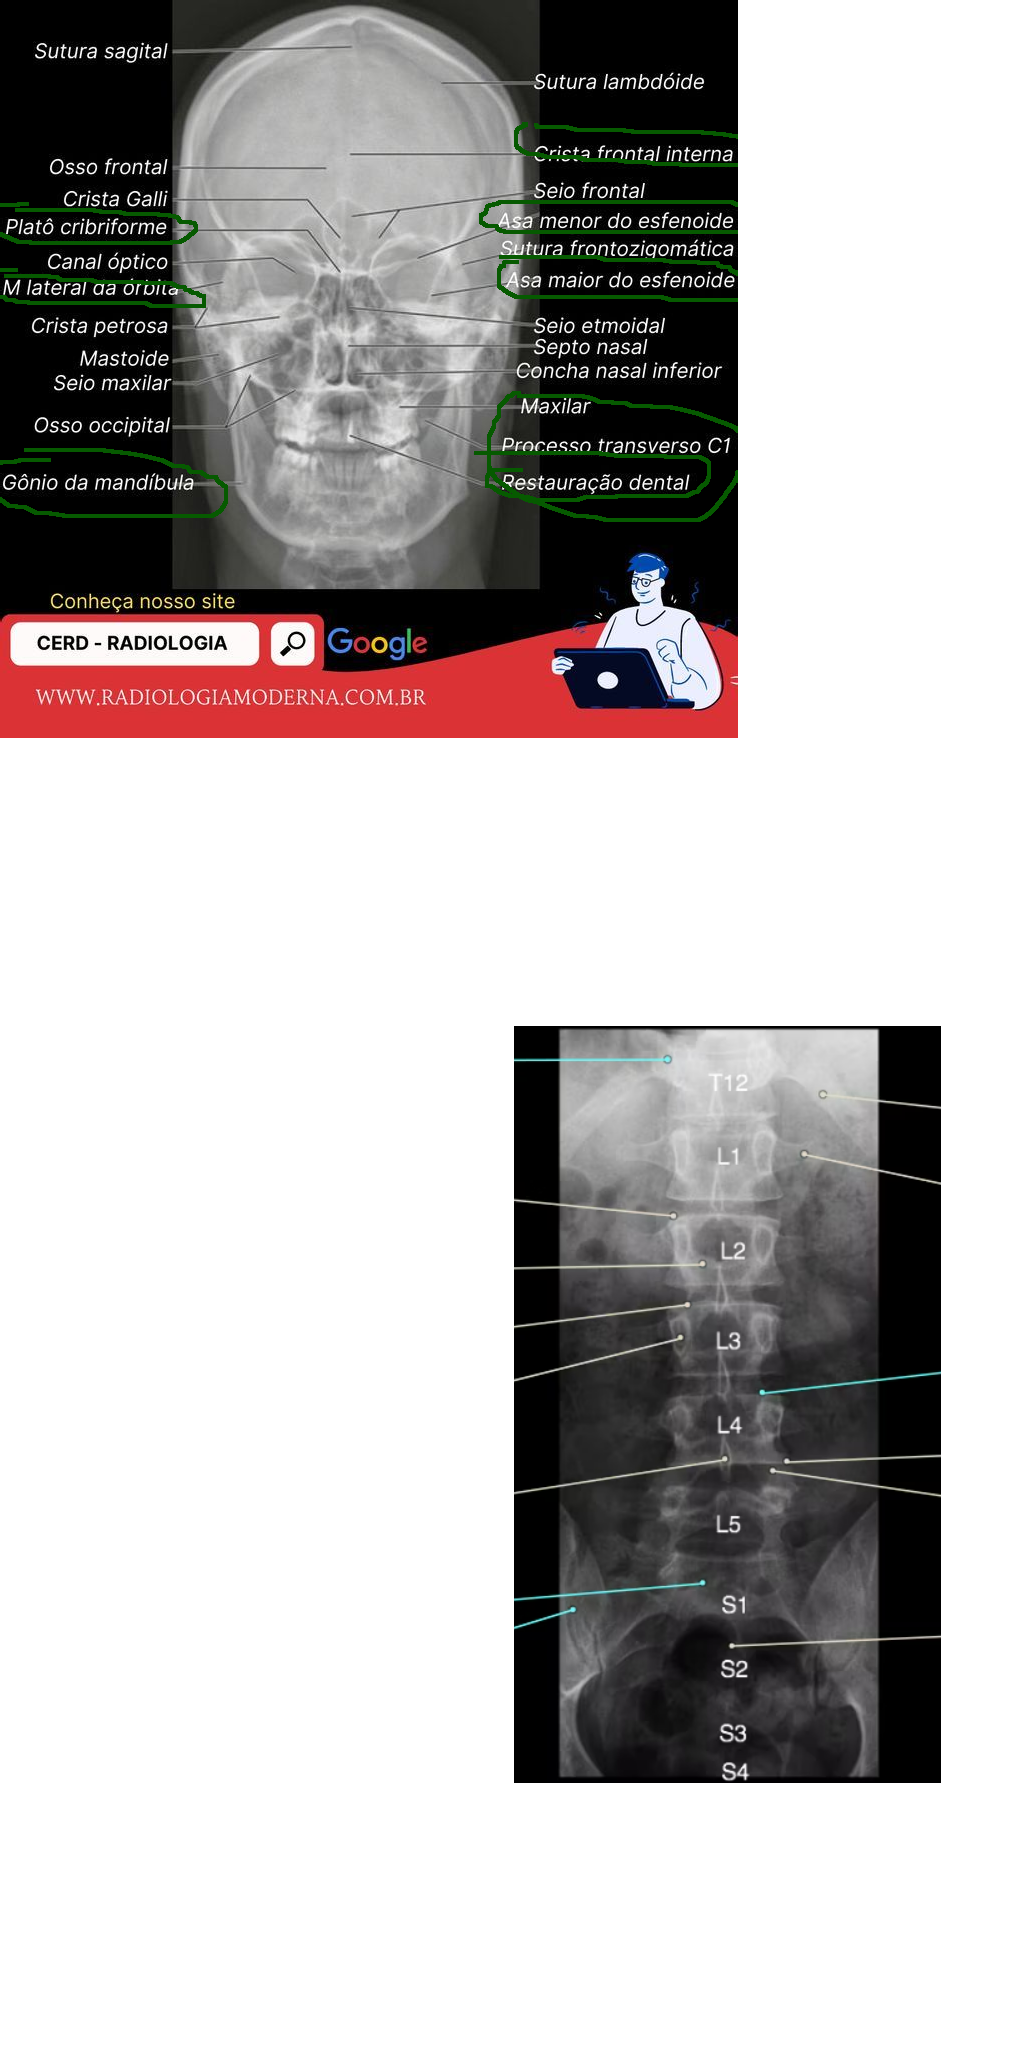 Sutura sagital
Sutura lambdóide
Crista frontal interna
Osso frontal
Seio frontal
Crista Galli
Asa menor do esfenoide
Platô cribriforme
Sutura frontozigomática
Canal óptico
Asa maior do esfenoide
M lateral da órbita
Crista petrosa
Seio etmoidal
Septo nasal
Mastoide
Concha nasal inferior
Seio maxilar
Maxilar
Osso occipital
Processo transverso C1
Gônio da mandíbula
Restauração dental
Conheça nosso site
CERD - RADIOLOGIA
Google
WWW.RADIOLOGIAMODERNA.COM.BR
T12
L1
L2
L3
L4
L5
S1
S2
S3
S4